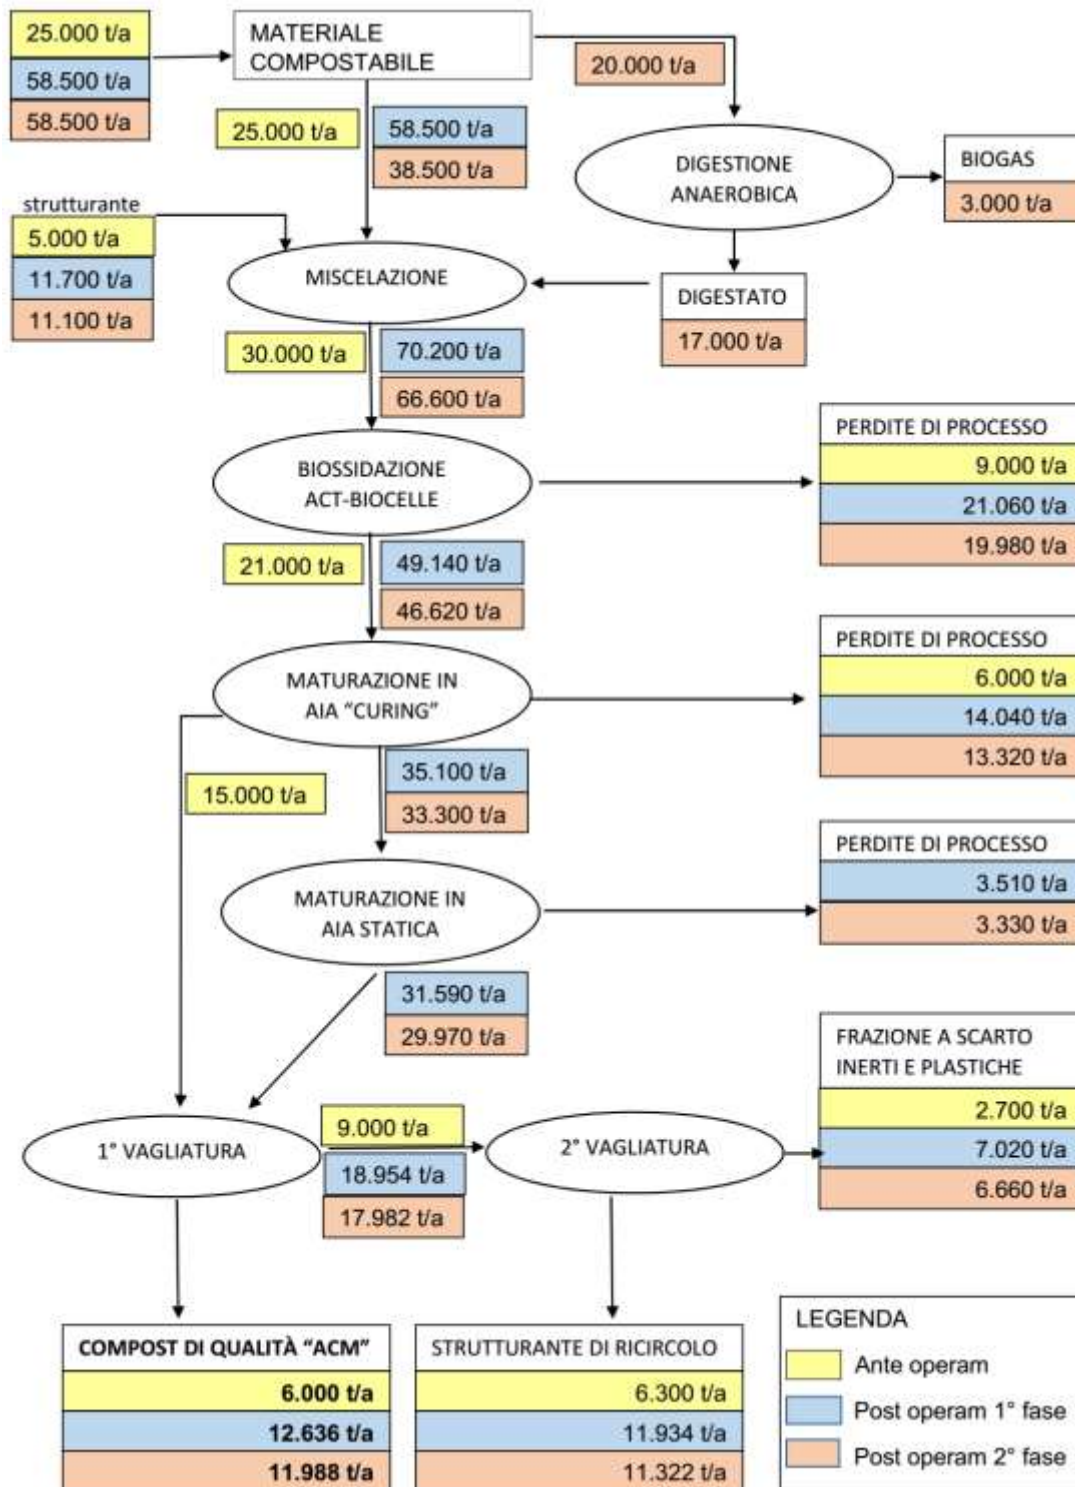 25.000 t/a
58.500 t/a
58.500 t/a
MATERIALE
COMPOSTABILE
20.000 t/a
25.000 t/a
58.500 t/a
38.500 t/a
DIGESTIONE
ANAEROBICA
BIOGAS
3.000 t/a
strutturante
5.000 t/a
11.700 t/a
11.100 t/a
MISCELAZIONE
DIGESTATO
17.000 t/a
30.000 t/a
70.200 t/a
66.600 t/a
BIOSSIDAZIONE
ACT-BIOCELLE
PERDITE DI PROCESSO
9.000 t/a
21.060 t/a
19.980 t/a
21.000 t/a
49.140 t/a
46.620 t/a
MATURAZIONE IN
AIA “CURING”
PERDITE DI PROCESSO
6.000 t/a
14.040 t/a
13.320 t/a
15.000 t/a
35.100 t/a
33.300 t/a
MATURAZIONE IN
AIA STATICA
PERDITE DI PROCESSO
3.510 t/a
3.330 t/a
31.590 t/a
29.970 t/a
FRAZIONE A SCARTO
INERTI E PLASTICHE
2.700 t/a
7.020 t/a
6.660 t/a
1° VAGLIATURA
9.000 t/a
18.954 t/a
17.982 t/a
2° VAGLIATURA
COMPOST DI QUALITÀ “ACM”
6.000 t/a
12.636 t/a
11.988 t/a
STRUTTURANTE DI RICIRCOLO
6.300 t/a
11.934 t/a
11.322 t/a
LEGENDA
Ante operam
Post operam 1° fase
Post operam 2° fase